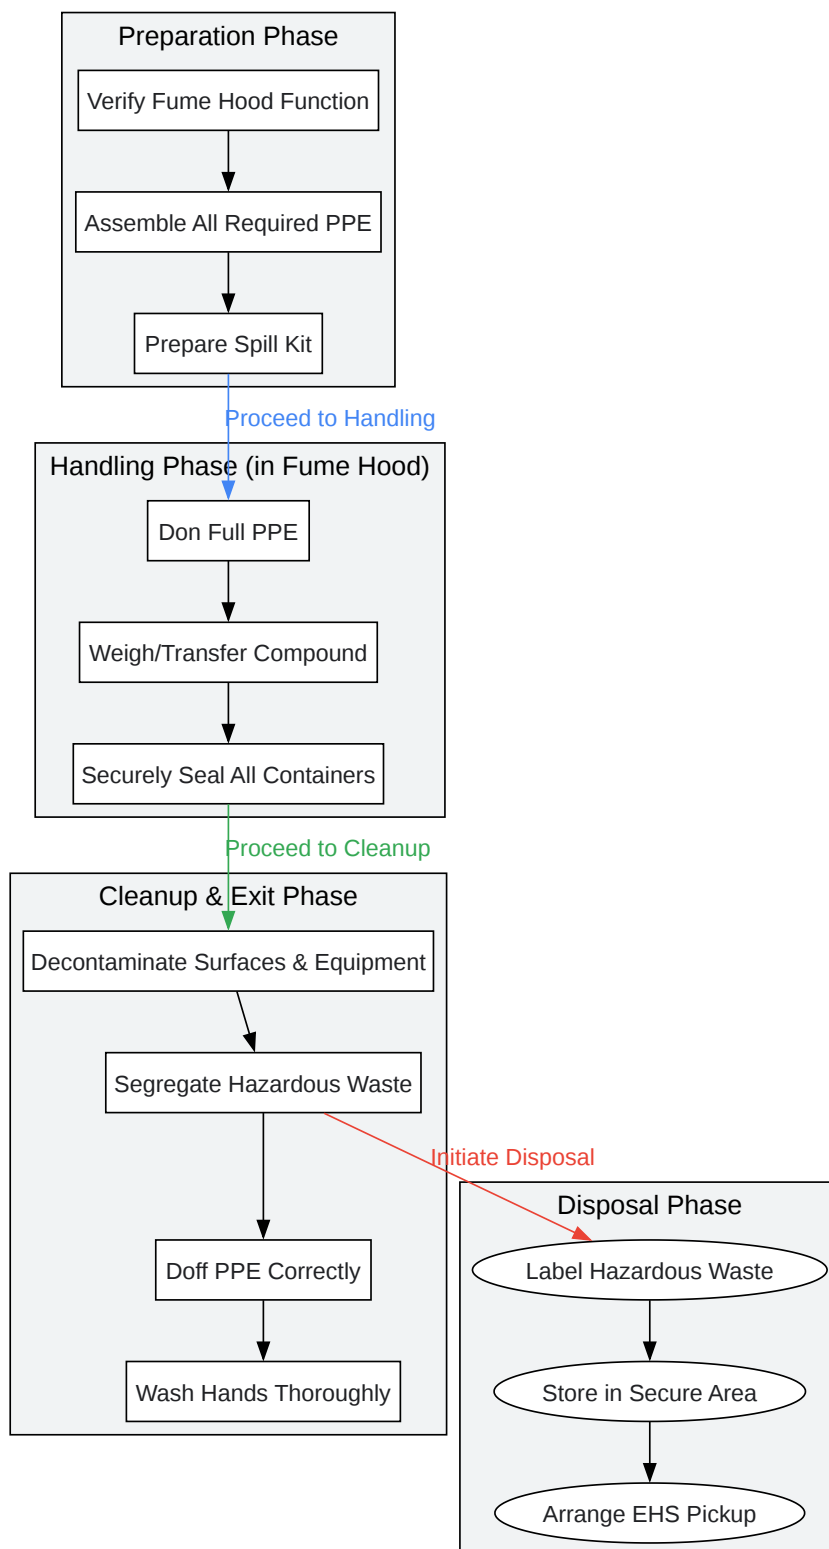 Preparation Phase
Verify Fume Hood Function
Assemble All Required PPE
Prepare Spill Kit
Proceed to Handling
Handling Phase (in Fume Hood)
Don Full PPE
Weigh/Transfer Compound
Securely Seal All Containers
Proceed to Cleanup
Cleanup & Exit Phase
Decontaminate Surfaces & Equipment
Segregate Hazardous Waste
Initiate Disposal
Disposal Phase
Label Hazardous Waste
Doff PPE Correctly
Store in Secure Area
Wash Hands Thoroughly
Arrange EHS Pickup